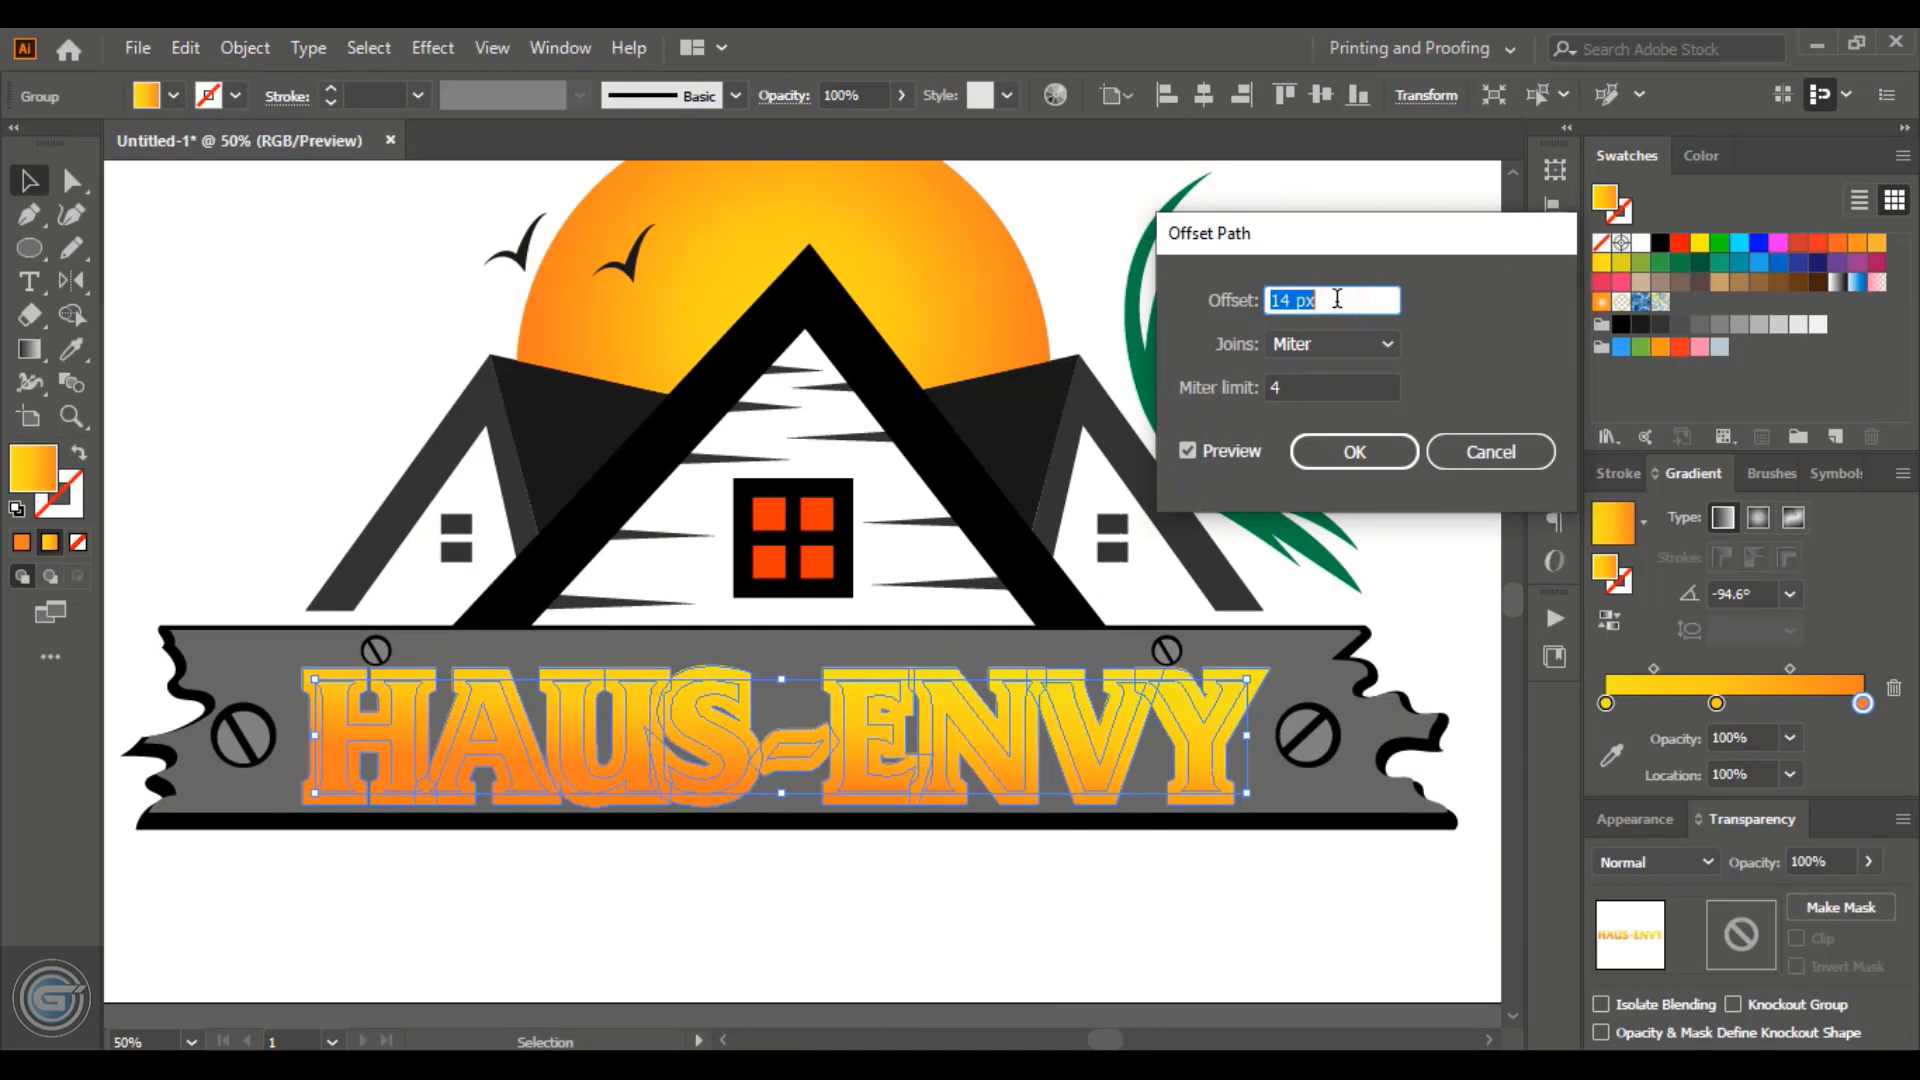 Ai
File Edit Object Type Select Effect View Window Help
Printing and Proofing
Search Adobe Stock
Group
Stroke:
Basic
Opacity: 100%
Style:
Transform
Untitled-1* @ 50% (RGB/Preview)
Swatches Color
Offset Path
Offset: 14 px
Joins: Miter
Miter limit: 4
Preview OK Cancel
Stroke Gradient Brushes Symbol
Type:
Stroke:
-94.6°
HAUS-ENVY
Opacity: 100%
Location: 100%
Appearance Transparency
Normal Opacity: 100%
Make Mask
HAUS-ENVY
Clip
Invert Mask
Isolate Blending Knockout Group
Opacity & Mask Define Knockout Shape
50% 1 Selection